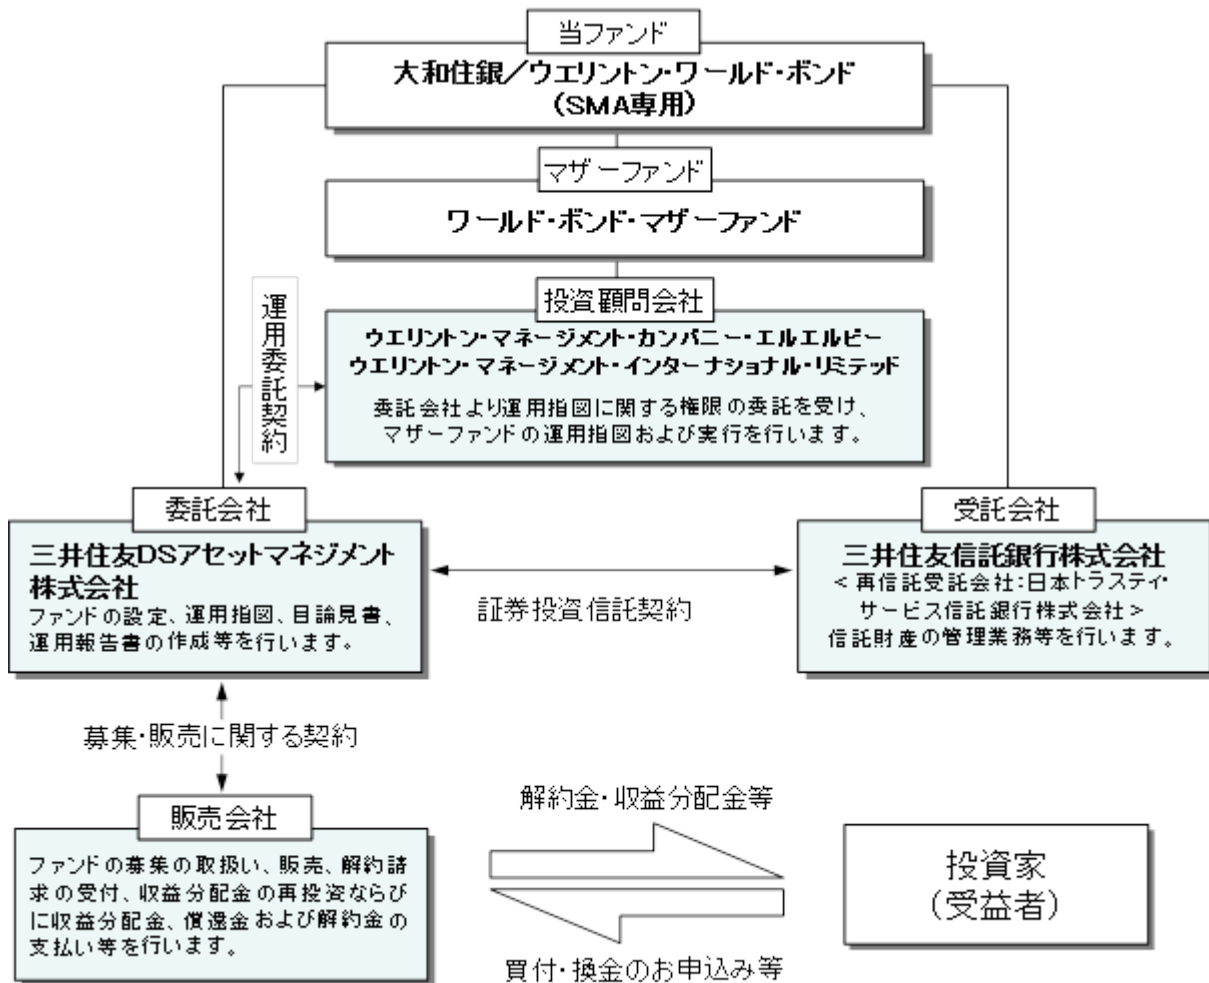 当ファンド
大和住銀／ウエリントン・ワールド・ボンド
（SMA専用）
マザーファンド
ワールド・ボンド・マザーファンド
投資顧問会社
ウエリントン・マネージメント・カンパニー・エルエルピー
ウエリントン・マネージメント・インターナショナル・リミテッド
委託会社より運用指図に関する権限の委託を受け、
マザーファンドの運用指図および実行を行います。
運用委託契約
委託会社
三井住友DSアセットマネジメント
株式会社
ファンドの設定、運用指図、目論見書、
運用報告書の作成等を行います。
証券投資信託契約
受託会社
三井住友信託銀行株式会社
＜再信託受託会社：日本トラスティ・
サービス信託銀行株式会社＞
信託財産の管理業務等を行います。
募集・販売に関する契約
販売会社
ファンドの募集の取扱い、販売、解約請
求の受付、収益分配金の再投資ならび
に収益分配金、償還金および解約金の
支払い等を行います。
解約金・収益分配金等
買付・換金のお申込み等
投資家
（受益者）